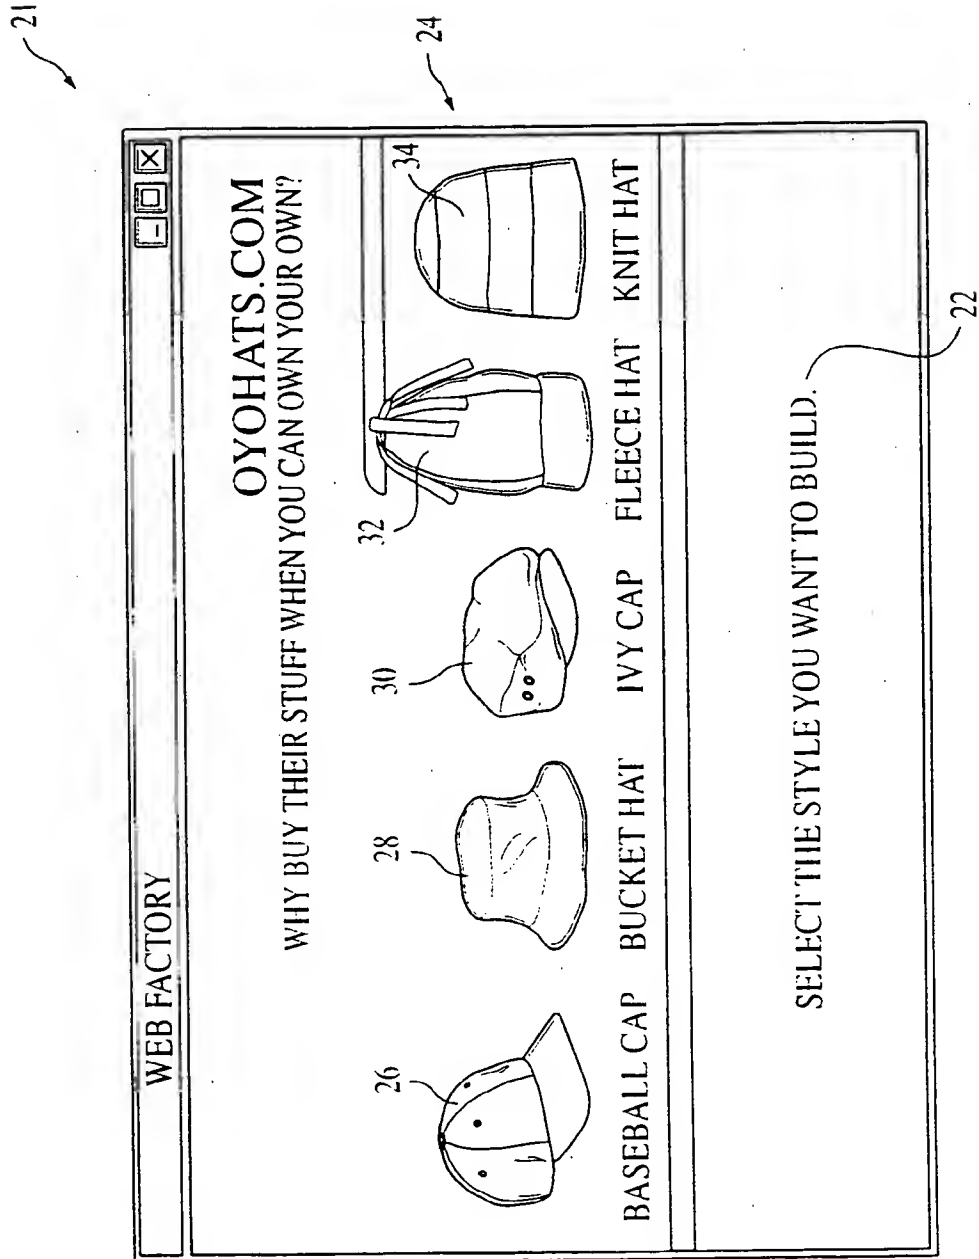 21
24
WEB FACTORY
OYOHATS.COM
WHY BUY THEIR STUFF WHEN YOU CAN OWN YOUR OWN?
26 28 30 32 34
BASEBALL CAP BUCKET HAT IVY CAP FLEECE HAT KNIT HAT
SELECT THE STYLE YOU WANT TO BUILD.
22